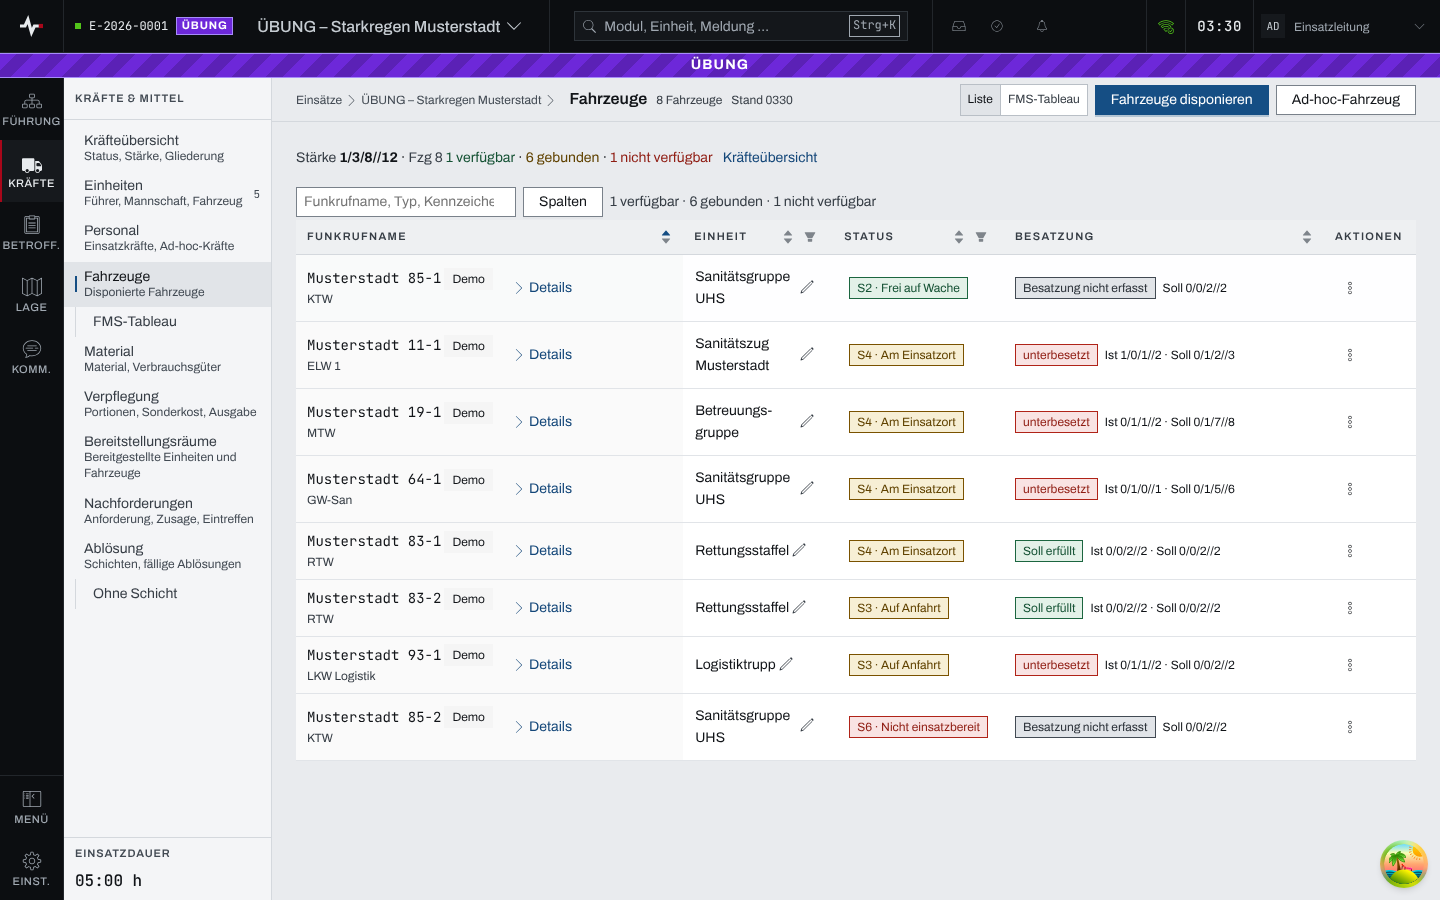 E-2026-0001 ÜBUNG ÜBUNG – Starkregen Musterstadt Modul, Einheit, Meldung ... Strg+K 03:30 AD Einsatzleitung
ÜBUNG
FÜHRUNG
KRÄFTE
BETROFF.
LAGE
KOMM.
MENÜ
EINST.
KRÄFTE & MITTEL
Kräfteübersicht
Status, Stärke, Gliederung
Einheiten
Führer, Mannschaft, Fahrzeug 5
Personal
Einsatzkräfte, Ad-hoc-Kräfte
Fahrzeuge
Disponierte Fahrzeuge
FMS-Tableau
Material
Material, Verbrauchsgüter
Verpflegung
Portionen, Sonderkost, Ausgabe
Bereitstellungsräume
Bereitgestellte Einheiten und
Fahrzeuge
Nachforderungen
Anforderung, Zusage, Eintreffen
Ablösung
Schichten, fällige Ablösungen
Ohne Schicht
EINSATZDAUER
05:00 h
Einsätze ÜBUNG – Starkregen Musterstadt Fahrzeuge 8 Fahrzeuge Stand 0330 Liste FMS-Tableau Fahrzeuge disponieren Ad-hoc-Fahrzeug
Stärke 1/3/8//12 · Fzg 8 1 verfügbar · 6 gebunden · 1 nicht verfügbar Kräfteübersicht
Funkrufname, Typ, Kennzeiche Spalten 1 verfügbar · 6 gebunden · 1 nicht verfügbar
FUNKRUFNAME EINHEIT STATUS BESATZUNG AKTIONEN
Musterstadt 85-1 Demo
KTW
Details
Sanitätsgruppe
UHS
S2 · Frei auf Wache
Besatzung nicht erfasst Soll 0/0/2//2
Musterstadt 11-1 Demo
ELW 1
Details
Sanitätszug
Musterstadt
S4 · Am Einsatzort
unterbesetzt Ist 1/0/1//2 · Soll 0/1/2//3
Musterstadt 19-1 Demo
MTW
Details
Betreuungs-
gruppe
S4 · Am Einsatzort
unterbesetzt Ist 0/1/1//2 · Soll 0/1/7//8
Musterstadt 64-1 Demo
GW-San
Details
Sanitätsgruppe
UHS
S4 · Am Einsatzort
unterbesetzt Ist 0/1/0//1 · Soll 0/1/5//6
Musterstadt 83-1 Demo
RTW
Details
Rettungsstaffel
S4 · Am Einsatzort
Soll erfüllt Ist 0/0/2//2 · Soll 0/0/2//2
Musterstadt 83-2 Demo
RTW
Details
Rettungsstaffel
S3 · Auf Anfahrt
Soll erfüllt Ist 0/0/2//2 · Soll 0/0/2//2
Musterstadt 93-1 Demo
LKW Logistik
Details
Logistiktrupp
S3 · Auf Anfahrt
unterbesetzt Ist 0/1/1//2 · Soll 0/0/2//2
Musterstadt 85-2 Demo
KTW
Details
Sanitätsgruppe
UHS
S6 · Nicht einsatzbereit
Besatzung nicht erfasst Soll 0/0/2//2